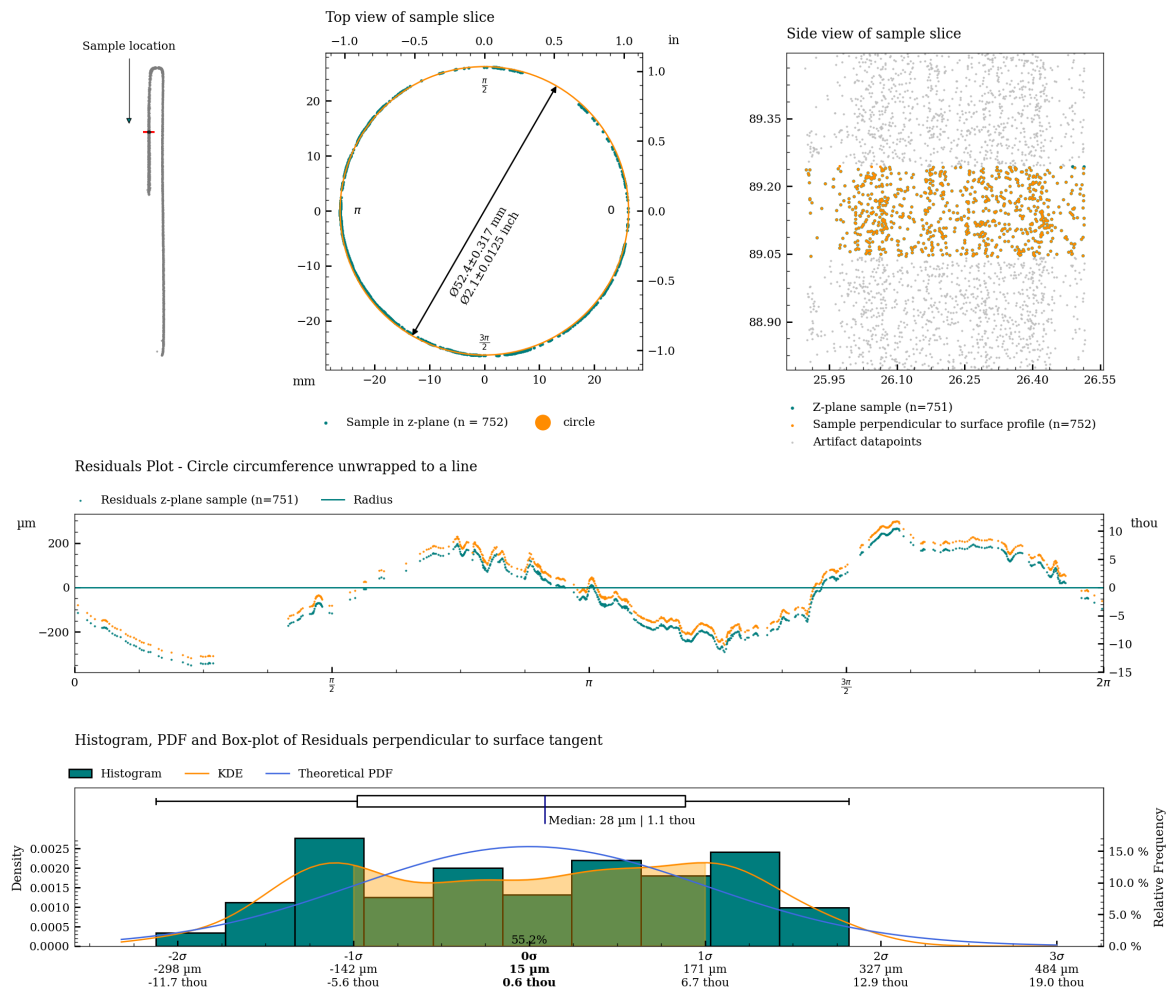 Sample location
Top view of sample slice
−1.0 −0.5 0.0 0.5 1.0 in
20
10
0
−10
−20
mm
−20 −10 0 10 20
1.0
0.5
0.0
−0.5
−1.0
π/2
π
0
3π/2
Ø52.4±0.317 mm
Ø2.1±0.0125 inch
Sample in z-plane (n = 752) circle
Side view of sample slice
89.35
89.20
89.05
88.90
25.95 26.10 26.25 26.40 26.55
Z-plane sample (n=751)
Sample perpendicular to surface profile (n=752)
Artifact datapoints
Residuals Plot - Circle circumference unwrapped to a line
Residuals z-plane sample (n=751) Radius
µm
200
0
−200
thou
10
5
0
−5
−10
−15
0 π/2 π 3π/2 2π
Histogram, PDF and Box-plot of Residuals perpendicular to surface tangent
Histogram KDE Theoretical PDF
Median: 28 µm | 1.1 thou
Density
0.0025
0.0020
0.0015
0.0010
0.0005
0.0000
55.2%
Relative Frequency
15.0 %
10.0 %
5.0 %
0.0 %
-2σ -1σ 0σ 1σ 2σ 3σ
-298 µm -142 µm 15 µm 171 µm 327 µm 484 µm
-11.7 thou -5.6 thou 0.6 thou 6.7 thou 12.9 thou 19.0 thou